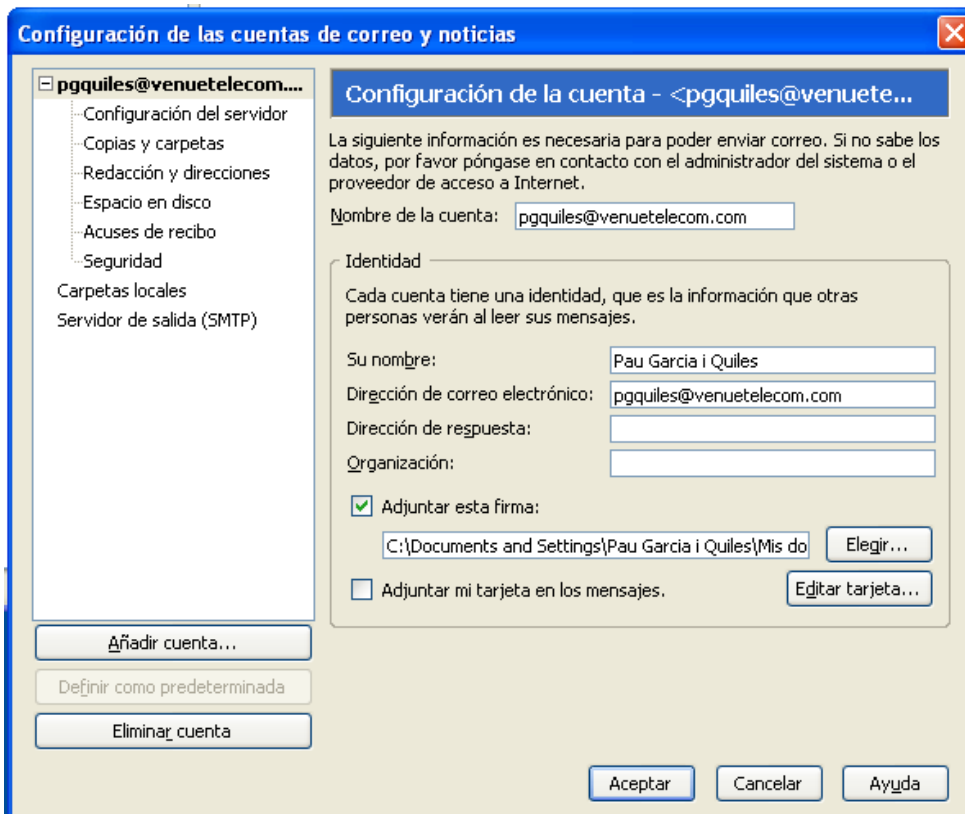 Configuración de las cuentas de correo y noticias
pgquiles@venuetelecom....
Configuración del servidor
Copias y carpetas
Redacción y direcciones
Espacio en disco
Acuses de recibo
Seguridad
Carpetas locales
Servidor de salida (SMTP)
Añadir cuenta...
Definir como predeterminada
Eliminar cuenta
Configuración de la cuenta - <pgquiles@venuete...
La siguiente información es necesaria para poder enviar correo. Si no sabe los
datos, por favor póngase en contacto con el administrador del sistema o el
proveedor de acceso a Internet.
Nombre de la cuenta: pgquiles@venuetelecom.com
Identidad
Cada cuenta tiene una identidad, que es la información que otras
personas verán al leer sus mensajes.
Su nombre: Pau Garcia i Quiles
Dirección de correo electrónico: pgquiles@venuetelecom.com
Dirección de respuesta:
Organización:
Adjuntar esta firma:
C:\Documents and Settings\Pau Garcia i Quiles\Mis do Elegir...
Adjuntar mi tarjeta en los mensajes. Editar tarjeta...
Aceptar Cancelar Ayuda